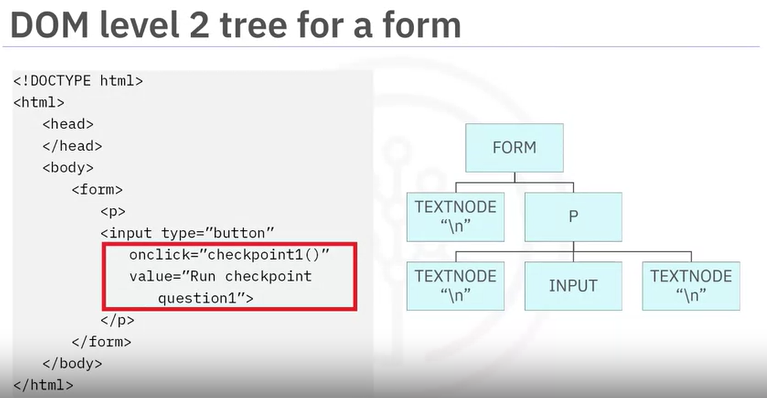 DOM level 2 tree for a form
<!DOCTYPE html>
<html>
<head>
</head>
<body>
<form>
<p>
<input type=”button”
onclick=”checkpoint1()”
value=”Run checkpoint
question1”>
</p>
</form>
</body>
</html>
FORM
TEXTNODE
“\n”
P
TEXTNODE
“\n”
INPUT
TEXTNODE
“\n”